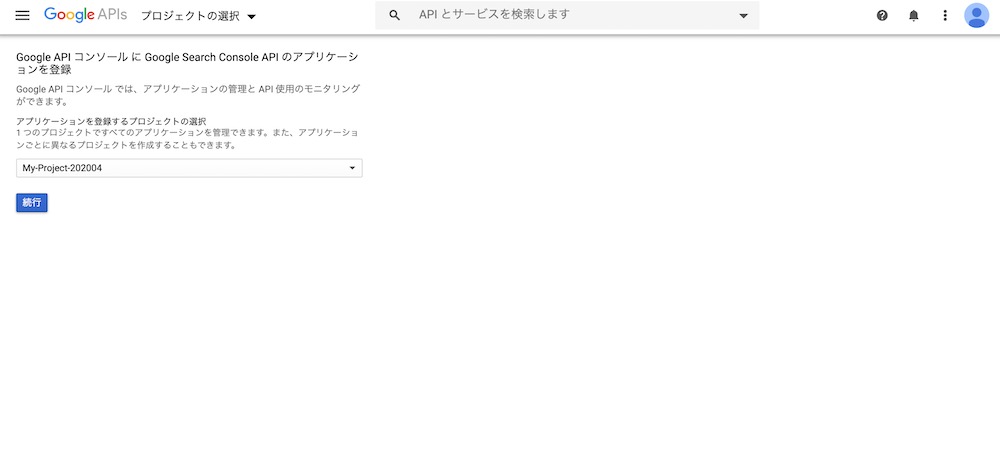 Google APIs プロジェクトの選択 API とサービスを検索します
Google API コンソール に Google Search Console API のアプリケーシ
ョンを登録
Google API コンソール では、アプリケーションの管理と API 使用のモニタリング
ができます。
アプリケーションを登録するプロジェクトの選択
1 つのプロジェクトですべてのアプリケーションを管理できます。また、アプリケーショ
ンごとに異なるプロジェクトを作成することもできます。
My-Project-202004
続行